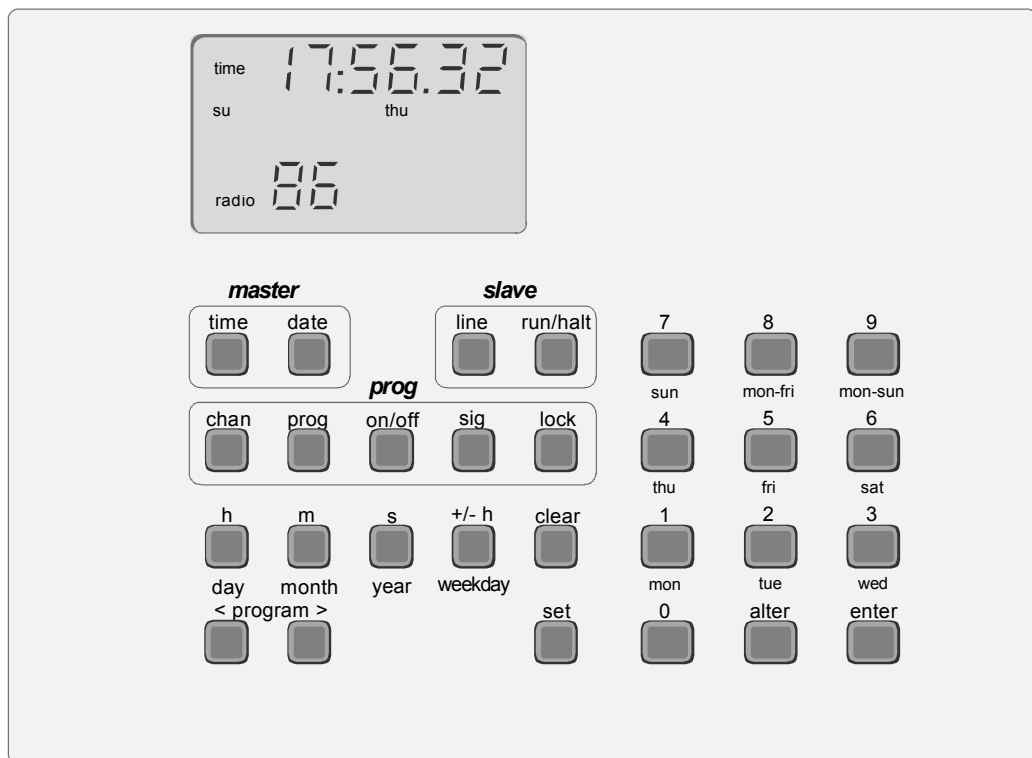 time 17:56.32
su thu
radio 86
master slave
time date line run/halt 7 8 9
prog sun mon-fri mon-sun
chan prog on/off sig lock 4 5 6
thu fri sat
h m s +/- h clear 1 2 3
day month year weekday mon tue wed
< program > set 0 alter enter